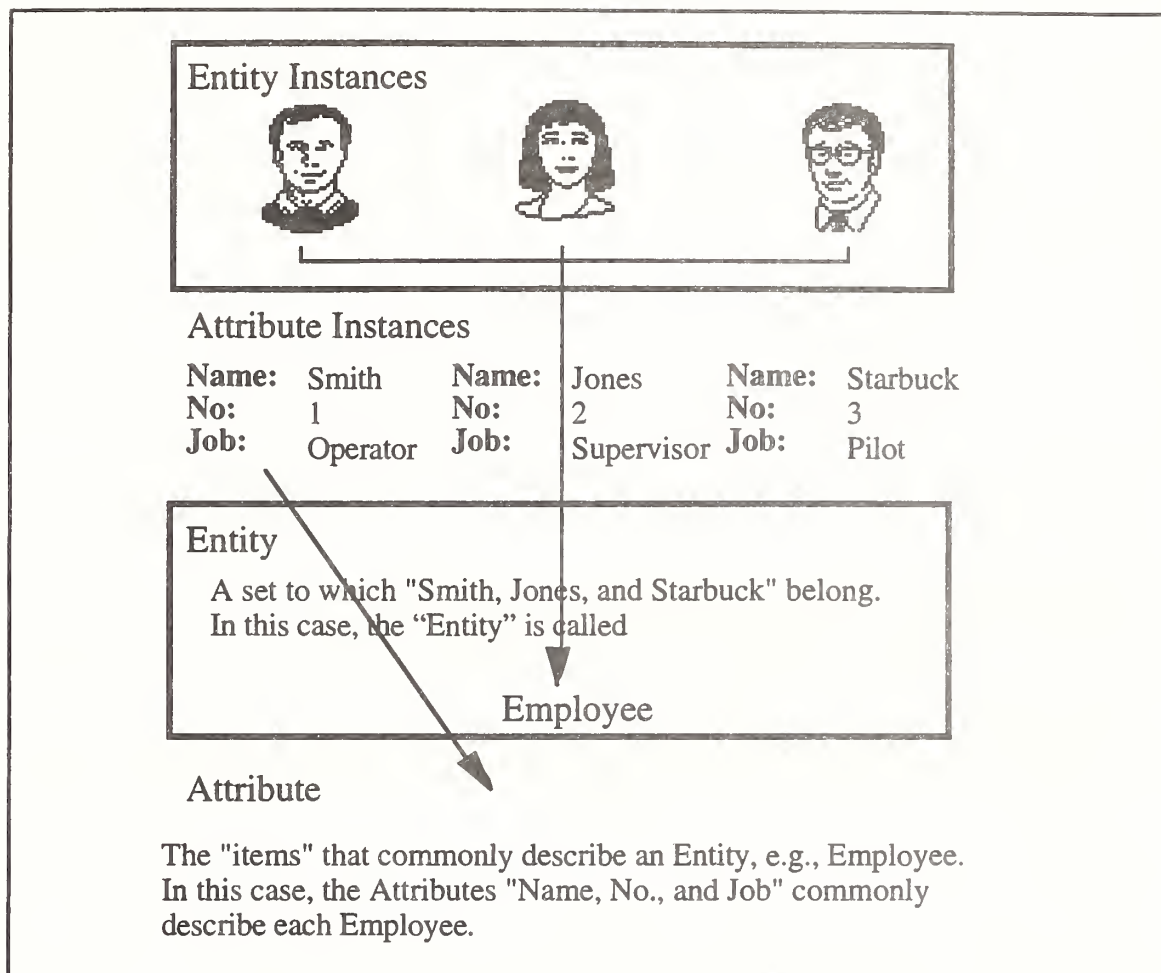 Entity Instances
Attribute Instances
Name: Smith Name: Jones Name: Starbuck
No: 1 No: 2 No: 3
Job: Operator Job: Supervisor Job: Pilot
Entity
A set to which "Smith, Jones, and Starbuck" belong.
In this case, the “Entity” is called
Employee
Attribute
The "items" that commonly describe an Entity, e.g., Employee.
In this case, the Attributes "Name, No., and Job" commonly
describe each Employee.